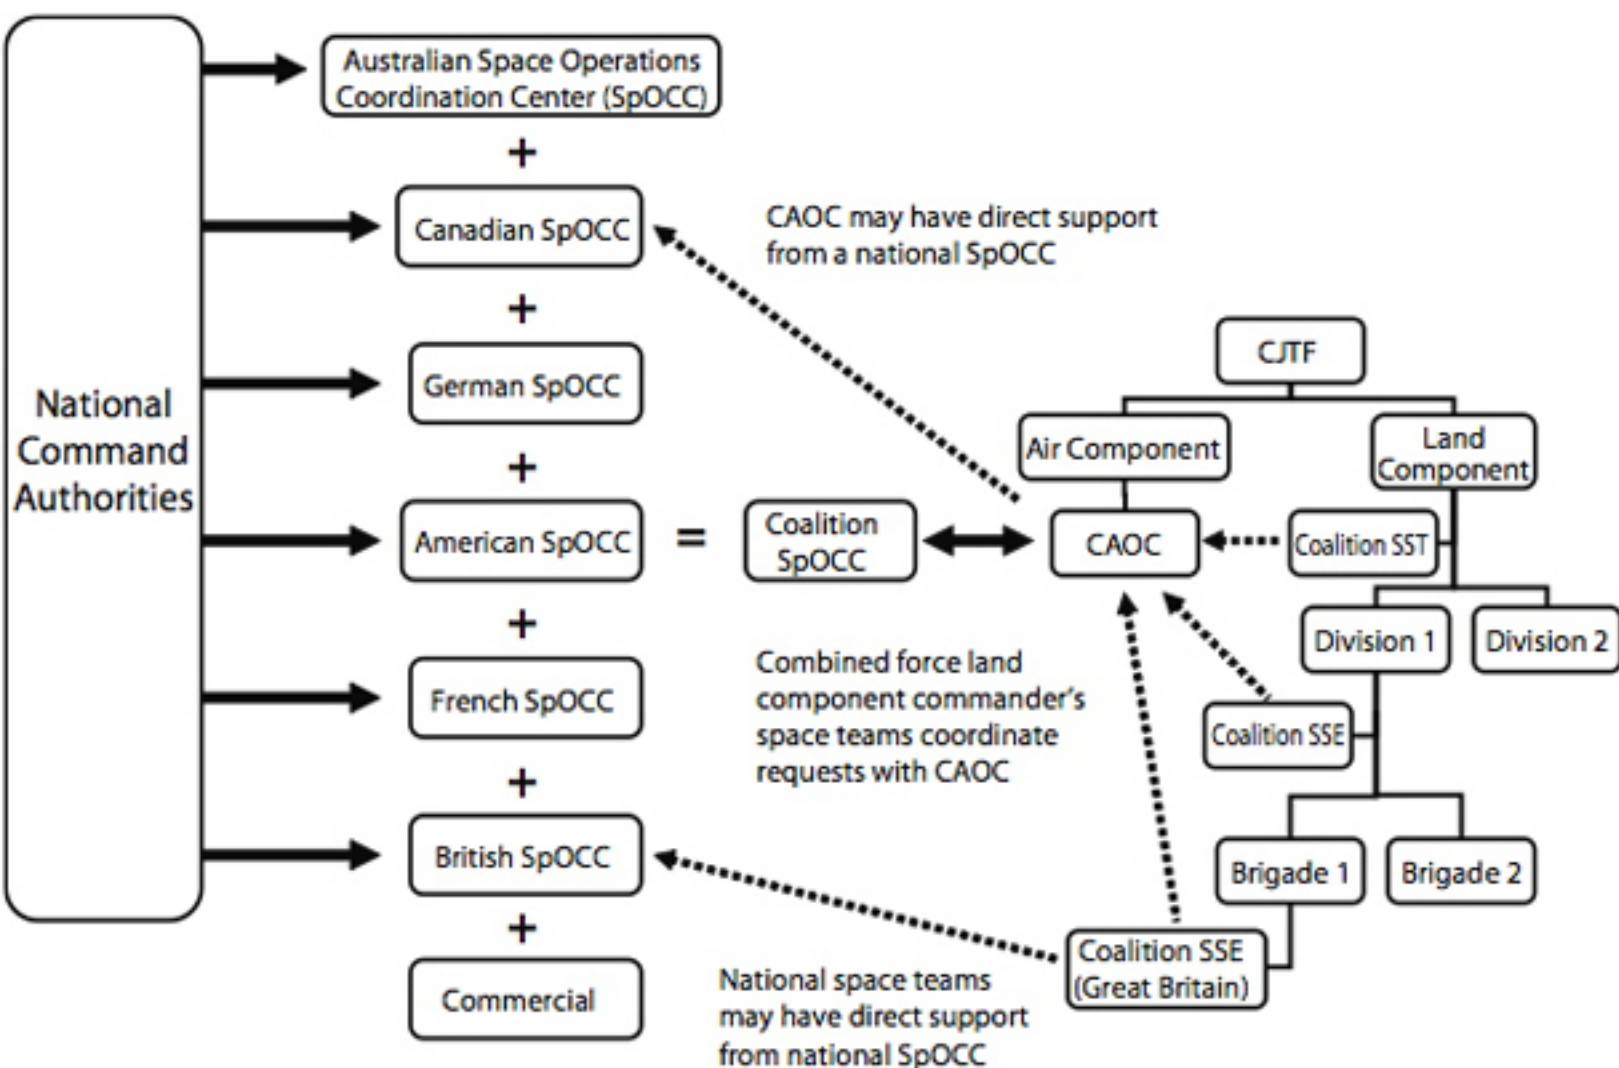 National
Command
Authorities
Australian Space Operations
Coordination Center (SpOCC)
+
Canadian SpOCC
+
German SpOCC
+
American SpOCC
+
French SpOCC
+
British SpOCC
+
Commercial
=
Coalition
SpOCC
CAOC may have direct support
from a national SpOCC
Combined force land
component commander's
space teams coordinate
requests with CAOC
National space teams
may have direct support
from national SpOCC
CJTF
Air Component
Land
Component
CAOC
Coalition SST
Division 1
Division 2
Coalition SSE
Brigade 1
Brigade 2
Coalition SSE
(Great Britain)